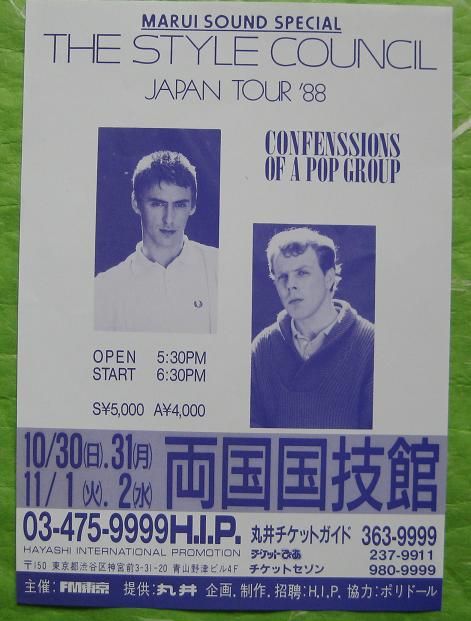 MARUI SOUND SPECIAL
THE STYLE COUNCIL
JAPAN TOUR '88
CONFENSSIONS
OF A POP GROUP
OPEN 5:30PM
START 6:30PM
S¥5,000 A¥4,000
10/30(日).31(月)
11/1(火).2(水)
両国国技館
03-475-9999 H.I.P.
HAYASHI INTERNATIONAL PROMOTION
〒150 東京都渋谷区神宮前3-31-20 青山野津ビル4F
丸井チケットガイド 363-9999
チケットぴあ 237-9911
チケットセゾン 980-9999
主催:FM東京 提供:丸井 企画.制作.招聘:H.I.P. 協力:ポリドール